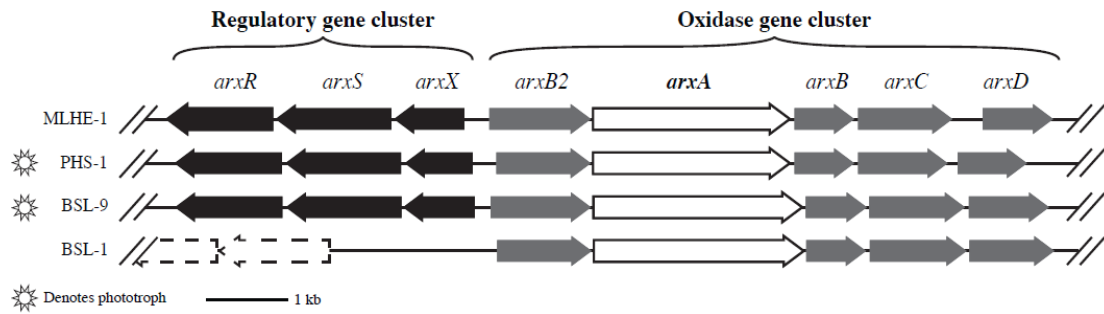 Regulatory gene cluster Oxidase gene cluster
arxR arxS arxX arxB2 arxA arxB arxC arxD
MLHE-1
PHS-1
BSL-9
BSL-1
Denotes phototroph 1 kb